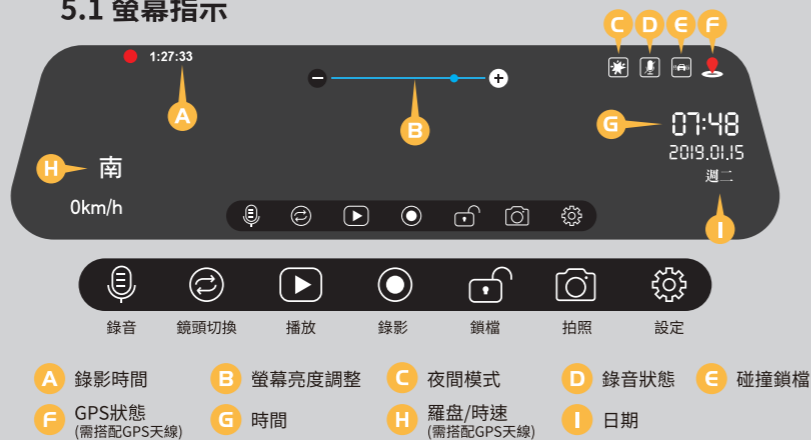 5.1 螢幕指示
C D E F
1:27:33
A
B
G 07:48
2019.01.15
週二
H 南
0km/h
I
錄音 鏡頭切換 播放 錄影 鎖檔 拍照 設定
A 錄影時間 B 螢幕亮度調整 C 夜間模式 D 錄音狀態 E 碰撞鎖檔
F GPS狀態 G 時間 H 羅盘/時速 I 日期
(需搭配GPS天線) (需搭配GPS天線)